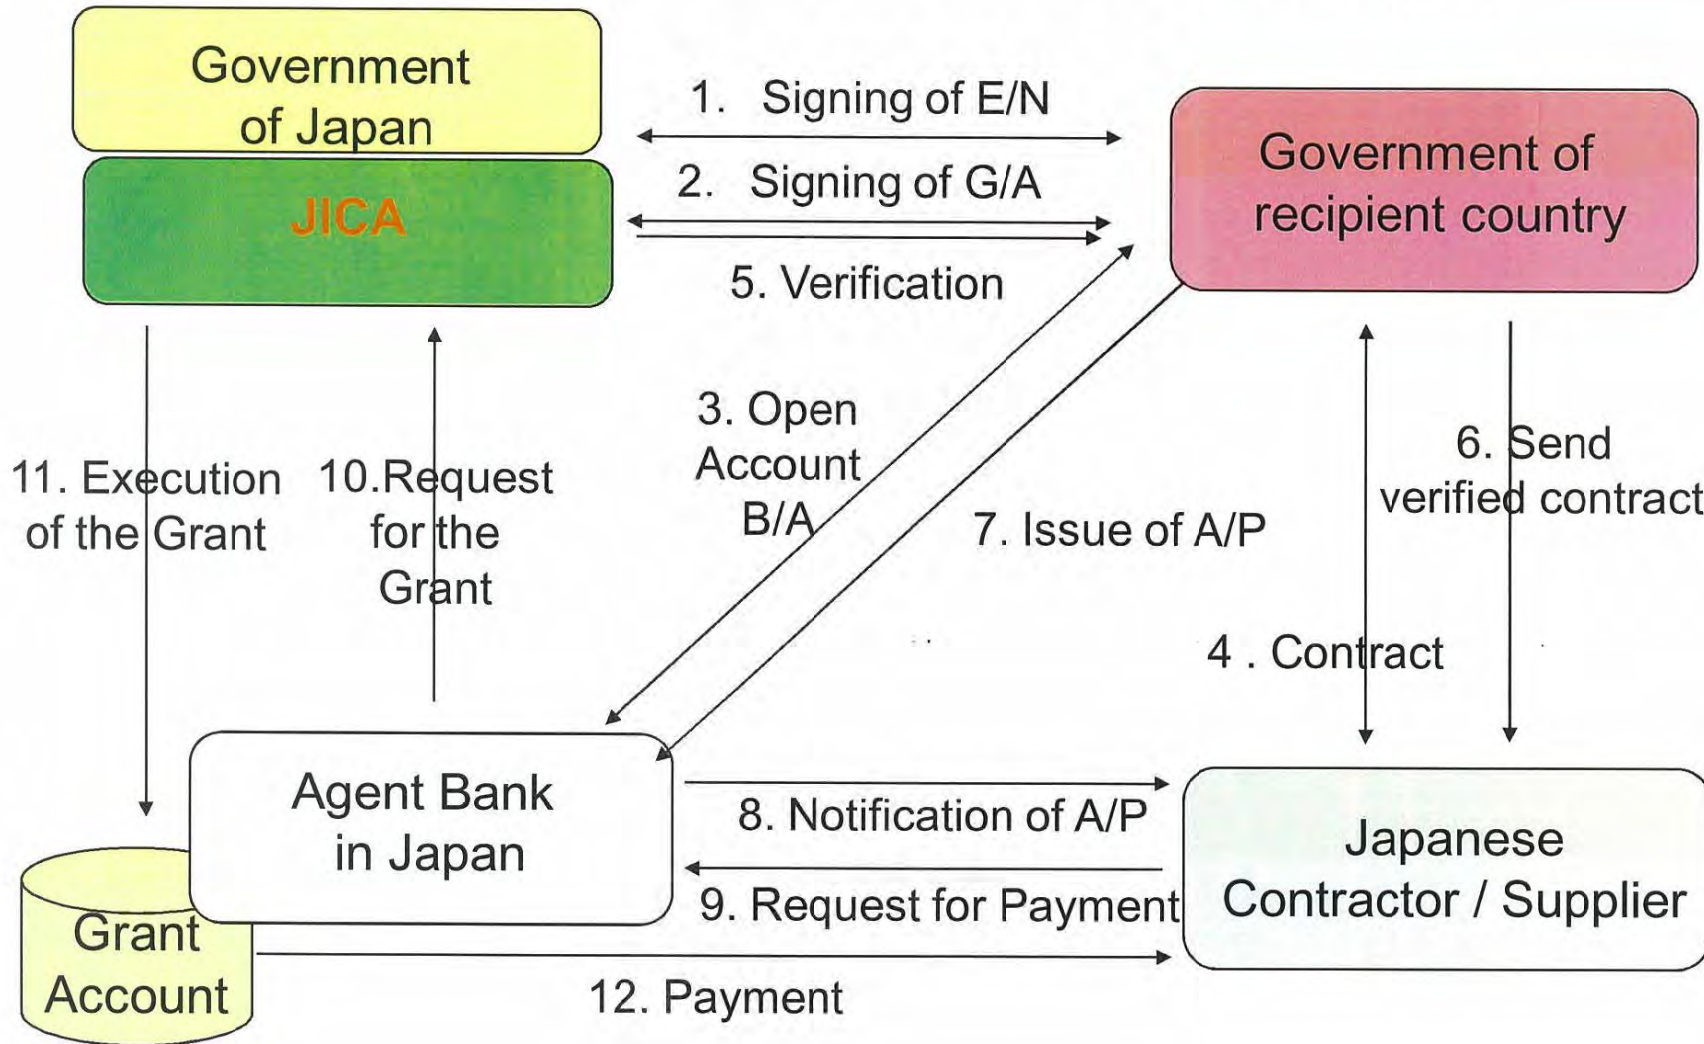 Government
of Japan
JICA
1. Signing of E/N
2. Signing of G/A
5. Verification
Government of
recipient country
3. Open
Account
B/A
7. Issue of A/P
6. Send
verified contract
4 . Contract
11. Execution
of the Grant
10.Request
for the
Grant
Agent Bank
in Japan
8. Notification of A/P
9. Request for Payment
Japanese
Contractor / Supplier
Grant
Account
12. Payment